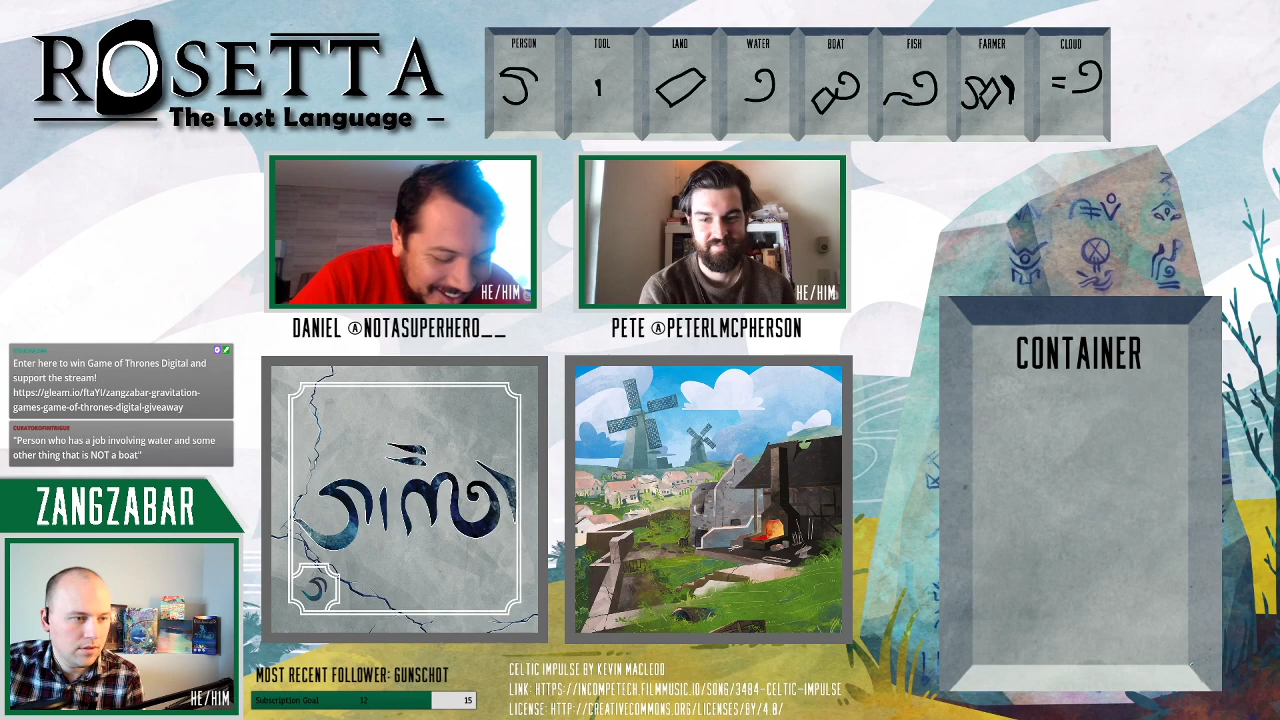 ROSETTA
The Lost Language
PERSON
TOOL
LAND
WATER
BOAT
FISH
FARMER
CLOUD
HE/HIM
HE/HIM
DANIEL @NOTASUPERHERO__
PETE @PETERLMCPHERSON
CONTAINER
Enter here to win Game of Thrones Digital and
support the stream!
https://gleam.io/ftaYI/zangzabar-gravitation-
games-game-of-thrones-digital-giveaway
CURATOROFINTRIGUE
"Person who has a job involving water and some
other thing that is NOT a boat"
ZANGZABAR
HE/HIM
MOST RECENT FOLLOWER: GUNSHOT
Subscription Goal 32 15
CELTIC IMPULSE BY KEVIN MACLEOD
LINK: HTTPS://INCOMPETECH.FILMMUSIC.IO/SONG/3484-CELTIC-IMPULSE
LICENSE: HTTP://CREATIVECOMMONS.ORG/LICENSES/BY/4.0/